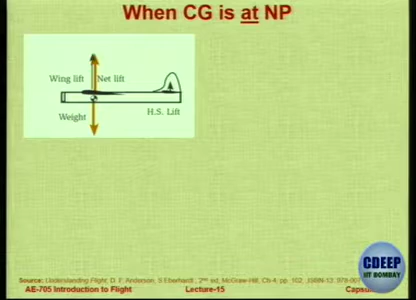 When CG is at NP
Wing lift Net lift
Weight
H.S. Lift
Source: Understanding Flight, D. F. Anderson, S Eberhardt, 2nd ed, McGraw-Hill, Ch-4, pp. 102, ISBN-13: 978-00
AE-705 Introduction to Flight Lecture-15
CDEEP
IIT BOMBAY